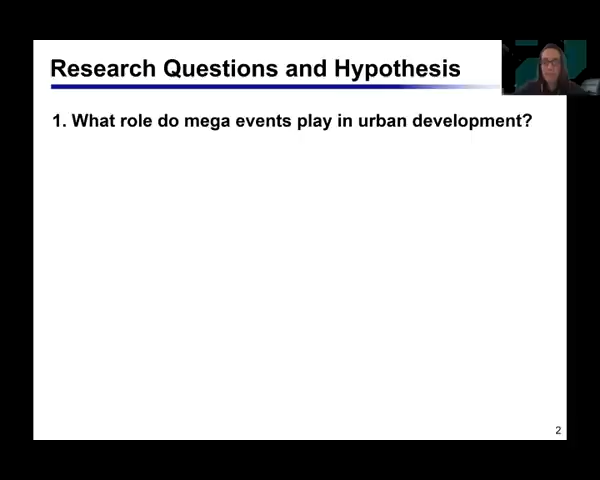 Research Questions and Hypothesis
1. What role do mega events play in urban development?
2